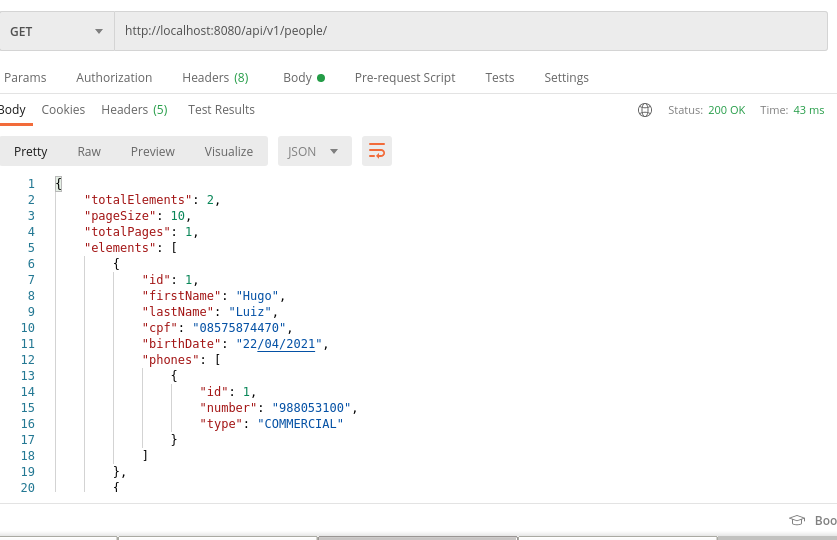 GET http://localhost:8080/api/v1/people/
Params Authorization Headers (8) Body Pre-request Script Tests Settings
Body Cookies Headers (5) Test Results Status: 200 OK Time: 43 ms
Pretty Raw Preview Visualize JSON
1 {
2 "totalElements": 2,
3 "pageSize": 10,
4 "totalPages": 1,
5 "elements": [
6 {
7 "id": 1,
8 "firstName": "Hugo",
9 "lastName": "Luiz",
10 "cpf": "08575874470",
11 "birthDate": "22/04/2021",
12 "phones": [
13 {
14 "id": 1,
15 "number": "988053100",
16 "type": "COMMERCIAL"
17 }
18 ]
19 },
20 {
Boo